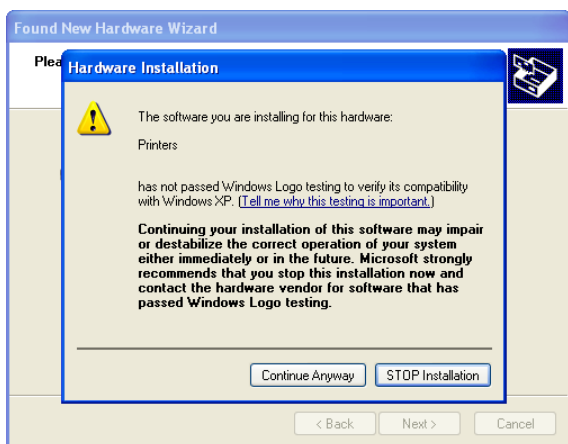 Found New Hardware Wizard
Plea
Hardware Installation
The software you are installing for this hardware:
Printers
has not passed Windows Logo testing to verify its compatibility
with Windows XP. (Tell me why this testing is important.)
Continuing your installation of this software may impair
or destabilize the correct operation of your system
either immediately or in the future. Microsoft strongly
recommends that you stop this installation now and
contact the hardware vendor for software that has
passed Windows Logo testing.
Continue Anyway STOP Installation
< Back Next > Cancel